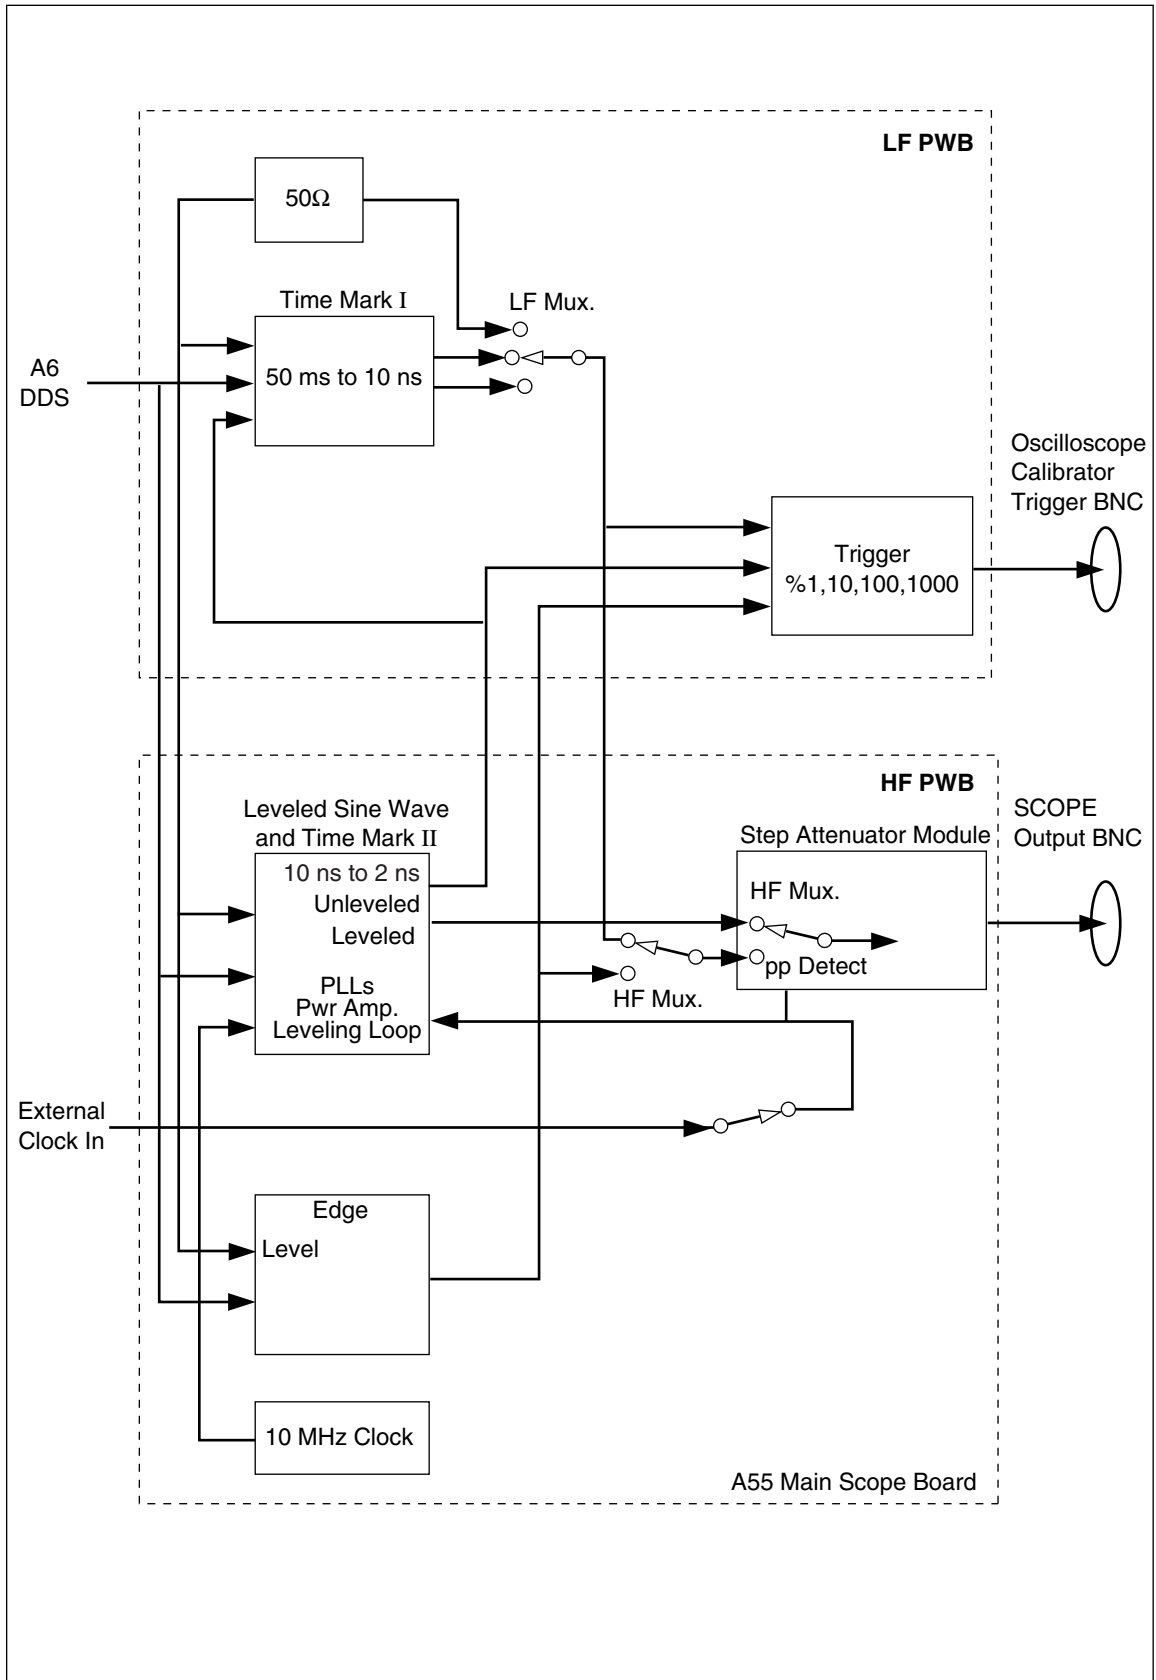 LF PWB
50Ω
Time Mark I
LF Mux.
50 ms to 10 ns
A6
DDS
Oscilloscope
Calibrator
Trigger BNC
Trigger
%1,10,100,1000
HF PWB
Leveled Sine Wave
and Time Mark II
SCOPE
Output BNC
Step Attenuator Module
10 ns to 2 ns
Unleveled
Leveled
HF Mux.
pp Detect
HF Mux.
PLLs
Pwr Amp.
Leveling Loop
External
Clock In
Edge
Level
10 MHz Clock
A55 Main Scope Board